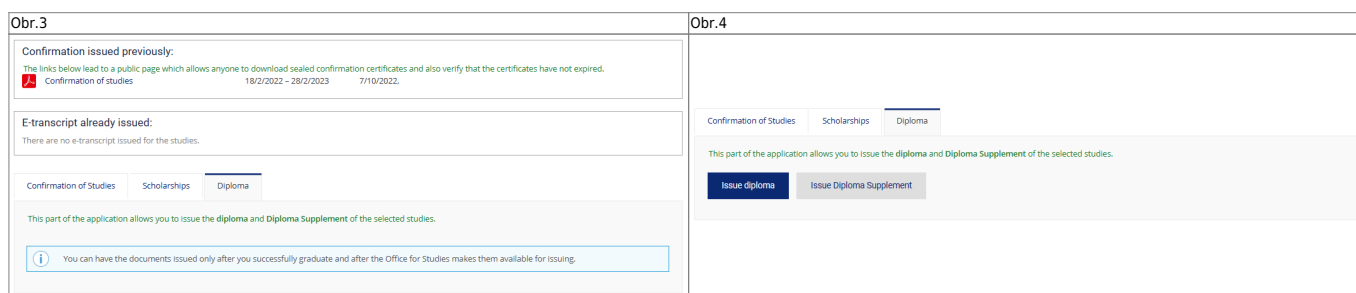 Obr.3
Confirmation issued previously:
The links below lead to a public page which allows anyone to download sealed confirmation certificates and also verify that the certificates have not expired.
Confirmation of studies 18/2/2022 – 28/2/2023 7/10/2022,
E-transcript already issued:
There are no e-transcript issued for the studies.
Confirmation of Studies Scholarships Diploma
This part of the application allows you to issue the diploma and Diploma Supplement of the selected studies.
You can have the documents issued only after you successfully graduate and after the Office for Studies makes them available for issuing.
Obr.4
Confirmation of Studies Scholarships Diploma
This part of the application allows you to issue the diploma and Diploma Supplement of the selected studies.
Issue diploma Issue Diploma Supplement